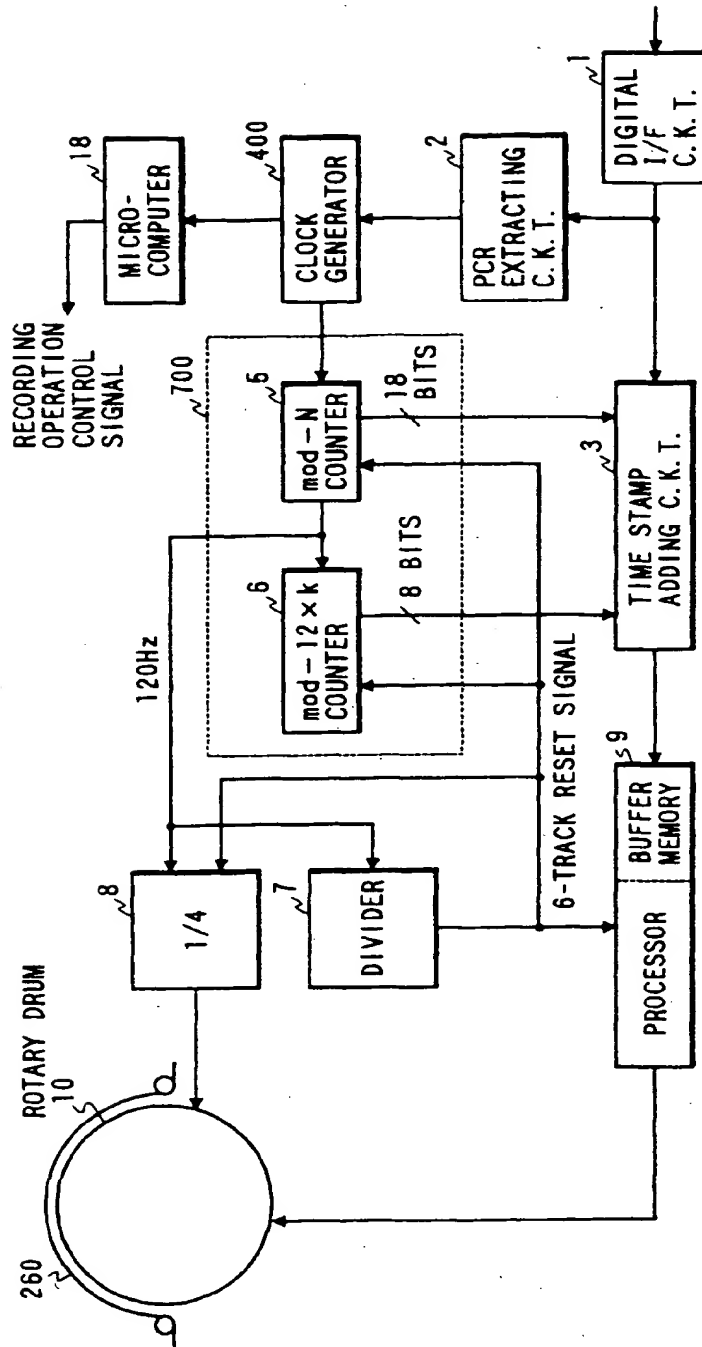 ROTARY DRUM
10
260
8
1/4
7
DIVIDER
120Hz
RECORDING
OPERATION
CONTROL
SIGNAL
18
MICRO-
COMPUTER
700
6
mod-12×k
COUNTER
5
mod-N
COUNTER
400
CLOCK
GENERATOR
8 BITS
18
BITS
2
PCR
EXTRACTING
C.K.T.
6-TRACK RESET SIGNAL
9
PROCESSOR
BUFFER
MEMORY
3
TIME STAMP
ADDING C.K.T.
1
DIGITAL
I/F
C.K.T.